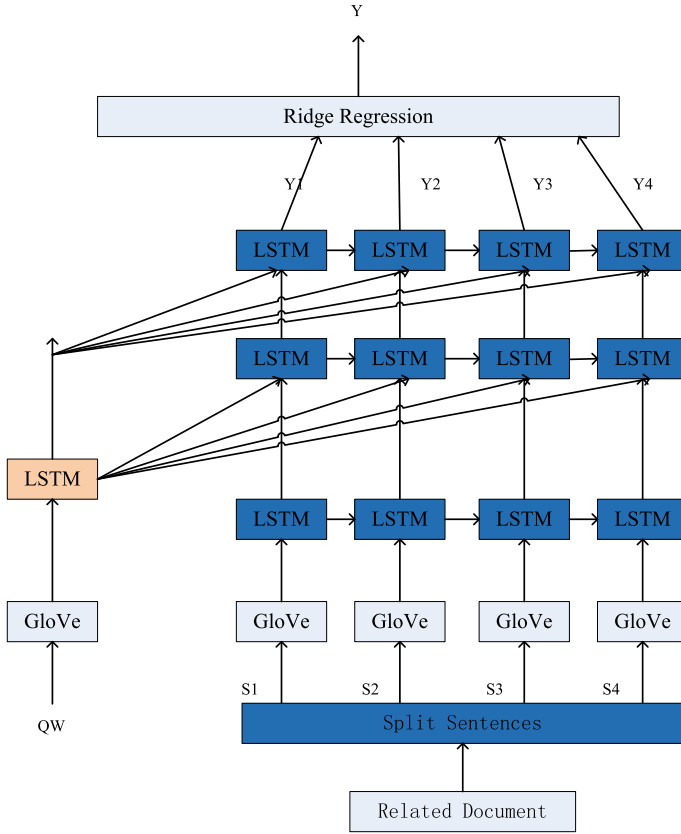 Y
Ridge Regression
Y1 Y2 Y3 Y4
LSTM LSTM LSTM LSTM
LSTM LSTM LSTM LSTM
LSTM
LSTM LSTM LSTM LSTM
GloVe GloVe GloVe GloVe GloVe
S1 S2 S3 S4
QW
Split Sentences
Related Document